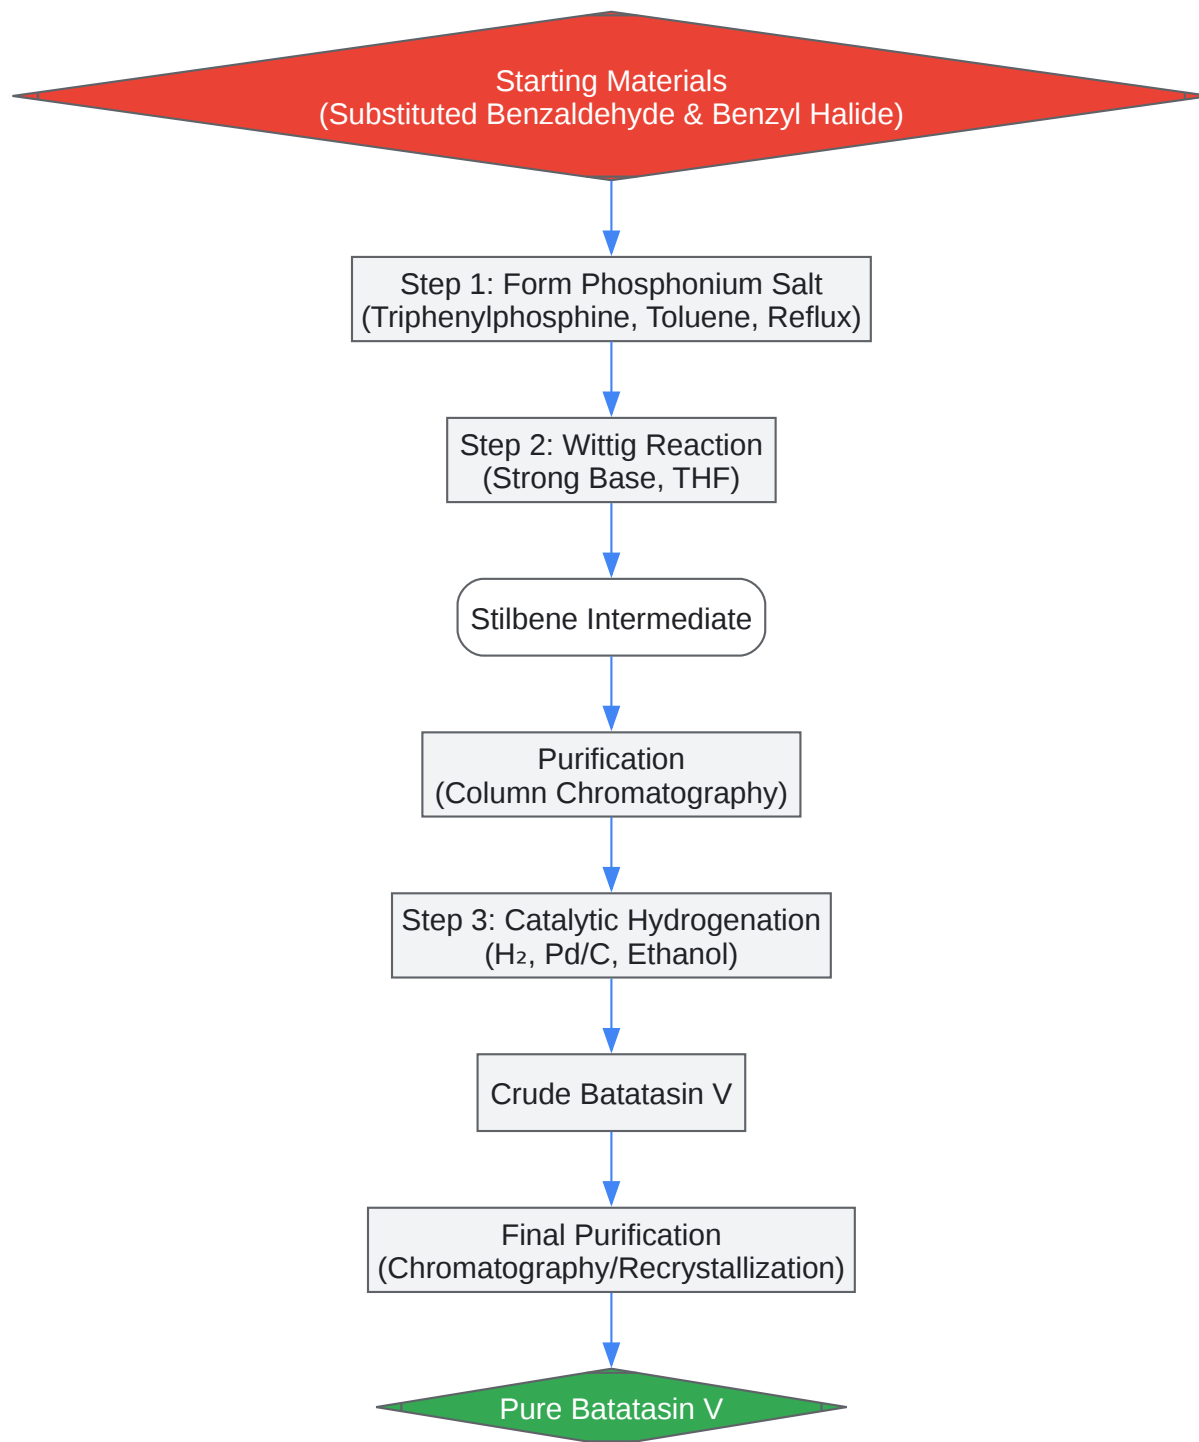 Starting Materials
(Substituted Benzaldehyde & Benzyl Halide)
Step 1: Form Phosphonium Salt
(Triphenylphosphine, Toluene, Reflux)
Step 2: Wittig Reaction
(Strong Base, THF)
Stilbene Intermediate
Purification
(Column Chromatography)
Step 3: Catalytic Hydrogenation
(H₂, Pd/C, Ethanol)
Crude Batatasin V
Final Purification
(Chromatography/Recrystallization)
Pure Batatasin V